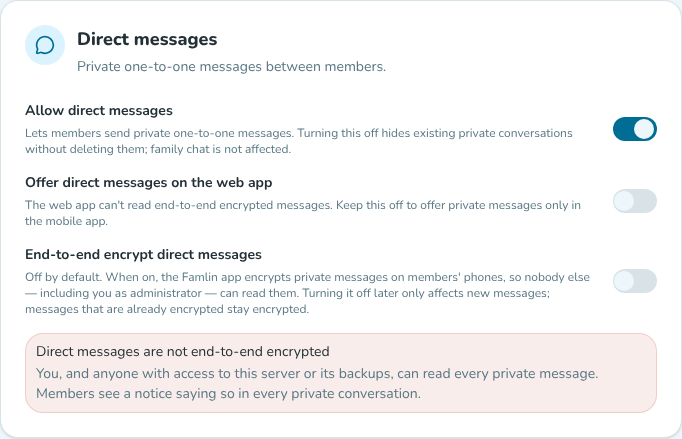 Direct messages
Private one-to-one messages between members.
Allow direct messages
Lets members send private one-to-one messages. Turning this off hides existing private conversations
without deleting them; family chat is not affected.
Offer direct messages on the web app
The web app can't read end-to-end encrypted messages. Keep this off to offer private messages only in
the mobile app.
End-to-end encrypt direct messages
Off by default. When on, the Famlin app encrypts private messages on members' phones, so nobody else
— including you as administrator — can read them. Turning it off later only affects new messages;
messages that are already encrypted stay encrypted.
Direct messages are not end-to-end encrypted
You, and anyone with access to this server or its backups, can read every private message.
Members see a notice saying so in every private conversation.